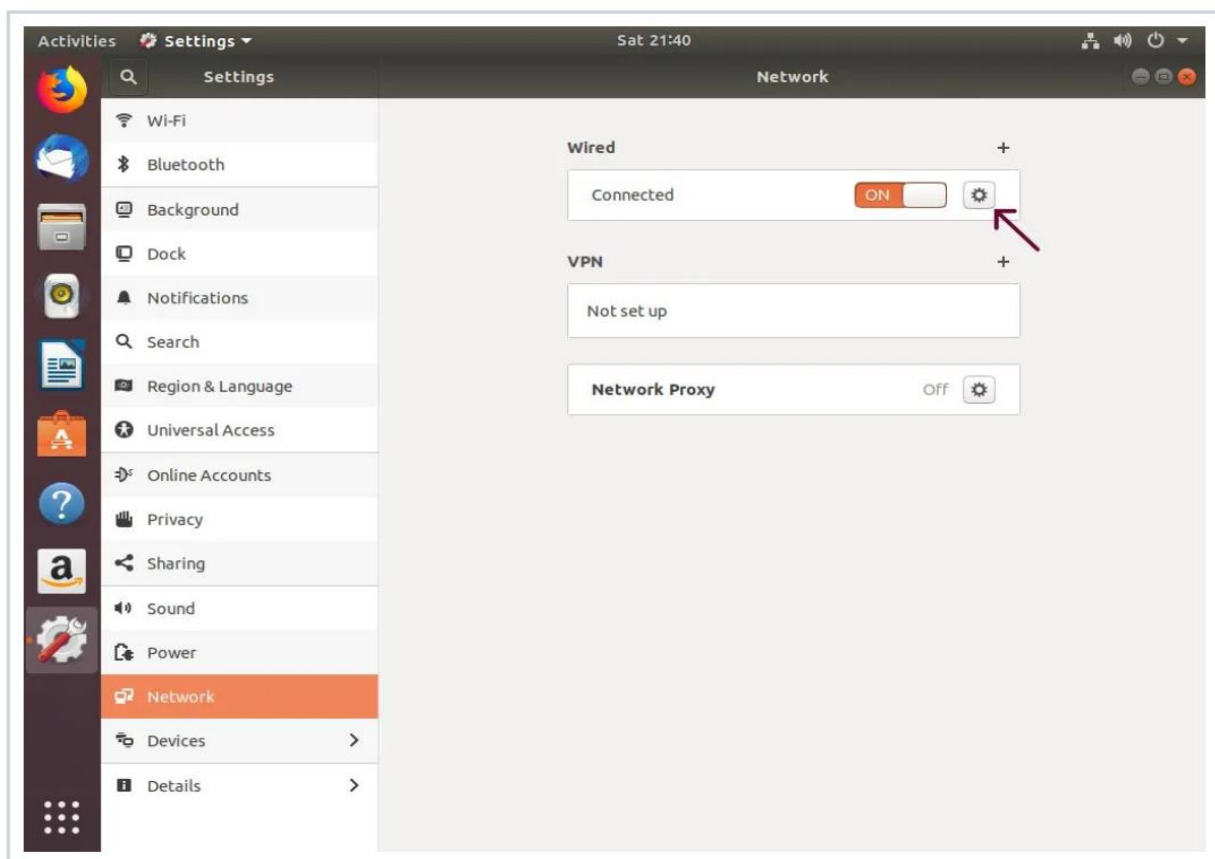 Activities Settings Sat 21:40
Settings Network
Wi-Fi
Bluetooth
Background
Dock
Notifications
Search
Region & Language
Universal Access
Online Accounts
Privacy
Sharing
Sound
Power
Network
Devices
Details
Wired +
Connected ON
VPN +
Not set up
Network Proxy Off